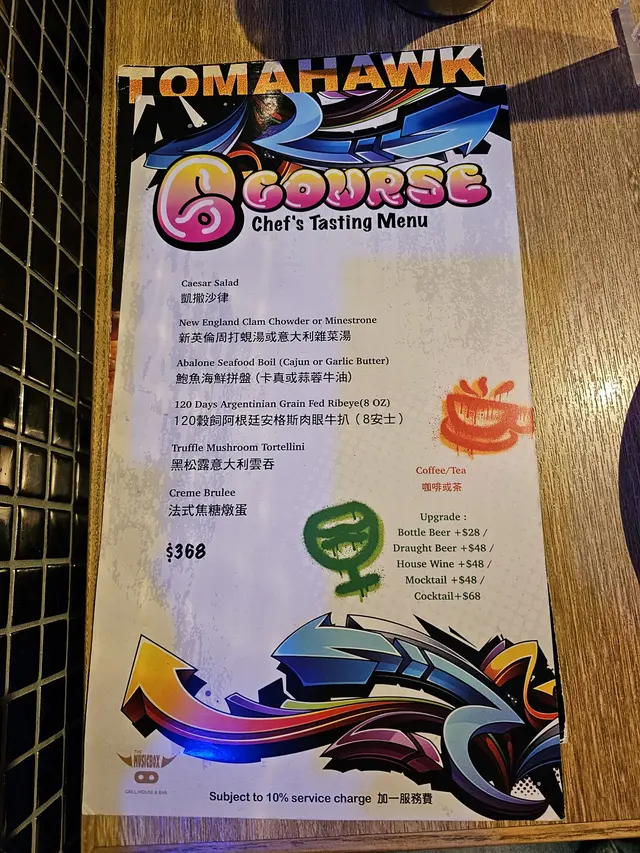 TOMAHAWK
6 COURSE
Chef's Tasting Menu
Caesar Salad
凱撒沙律
New England Clam Chowder or Minestrone
新英倫周打蜆湯或意大利雜菜湯
Abalone Seafood Boil (Cajun or Garlic Butter)
鮑魚海鮮拼盤 (卡真或蒜蓉牛油)
120 Days Argentinian Grain Fed Ribeye(8 OZ)
120穀飼阿根廷安格斯肉眼牛扒 (8安士)
Truffle Mushroom Tortellini
黑松露意大利雲吞
Creme Brulee
法式焦糖燉蛋
$368
Coffee/Tea
咖啡或茶
Upgrade :
Bottle Beer +$28 /
Draught Beer +$48 /
House Wine +$48 /
Mocktail +$48 /
Cocktail+$68
THE
MUSICBOX
GRILL HOUSE & BAR
Subject to 10% service charge 加一服務費